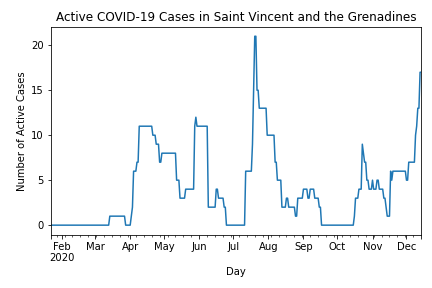 Active COVID-19 Cases in Saint Vincent and the Grenadines
Number of Active Cases
20
15
10
5
0
Feb Mar Apr May Jun Jul Aug Sep Oct Nov Dec
2020
Day